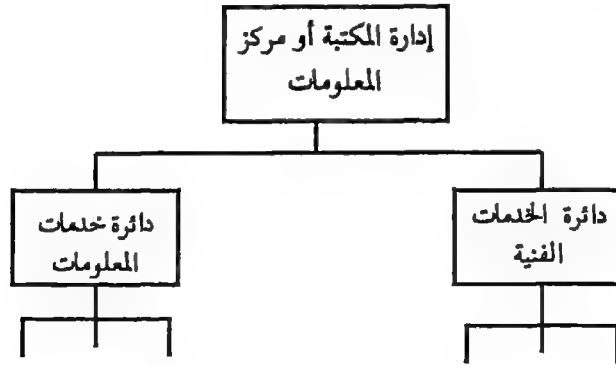 إدارة المكتبة أو مركز
المعلومات
دائرة الخدمات
الفنية
دائرة خدمات
المعلومات